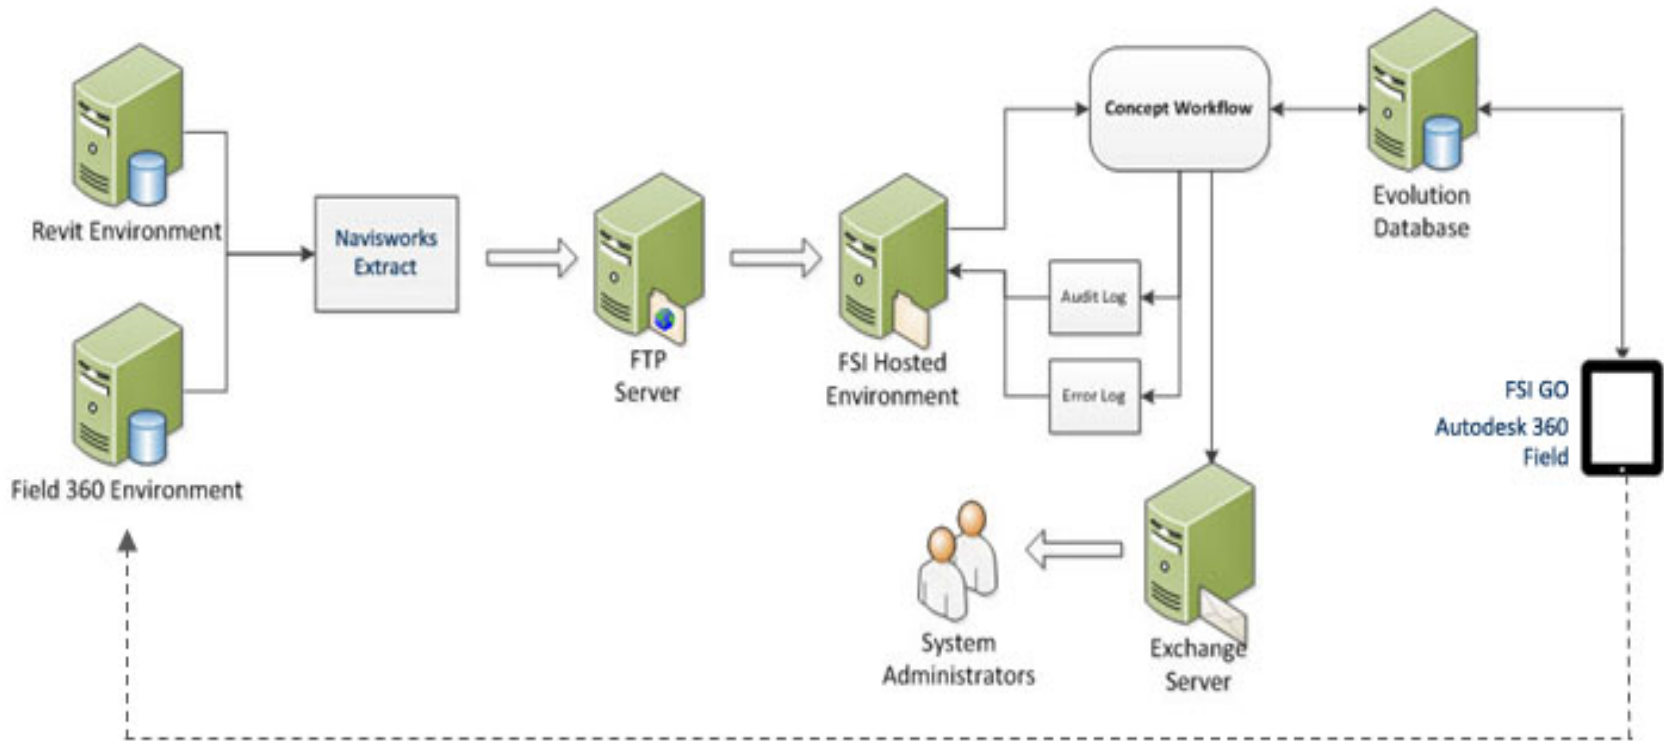 Revit Environment
Field 360 Environment
Navisworks
Extract
FTP
Server
FSI Hosted
Environment
Concept Workflow
Audit Log
Error Log
Evolution
Database
FSI GO
Autodesk 360
Field
System
Administrators
Exchange
Server